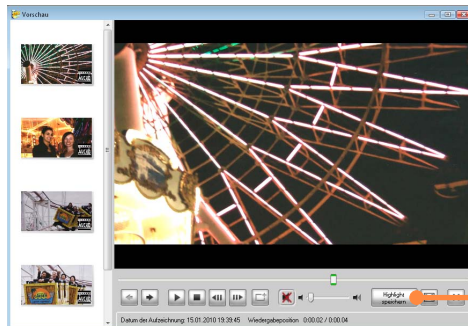 Vorschau
Highlight
speichern
Datum der Aufzeichnung: 15.01.2010 19:39:45 Wiedergabeposition 0:00:02 / 0:00:04